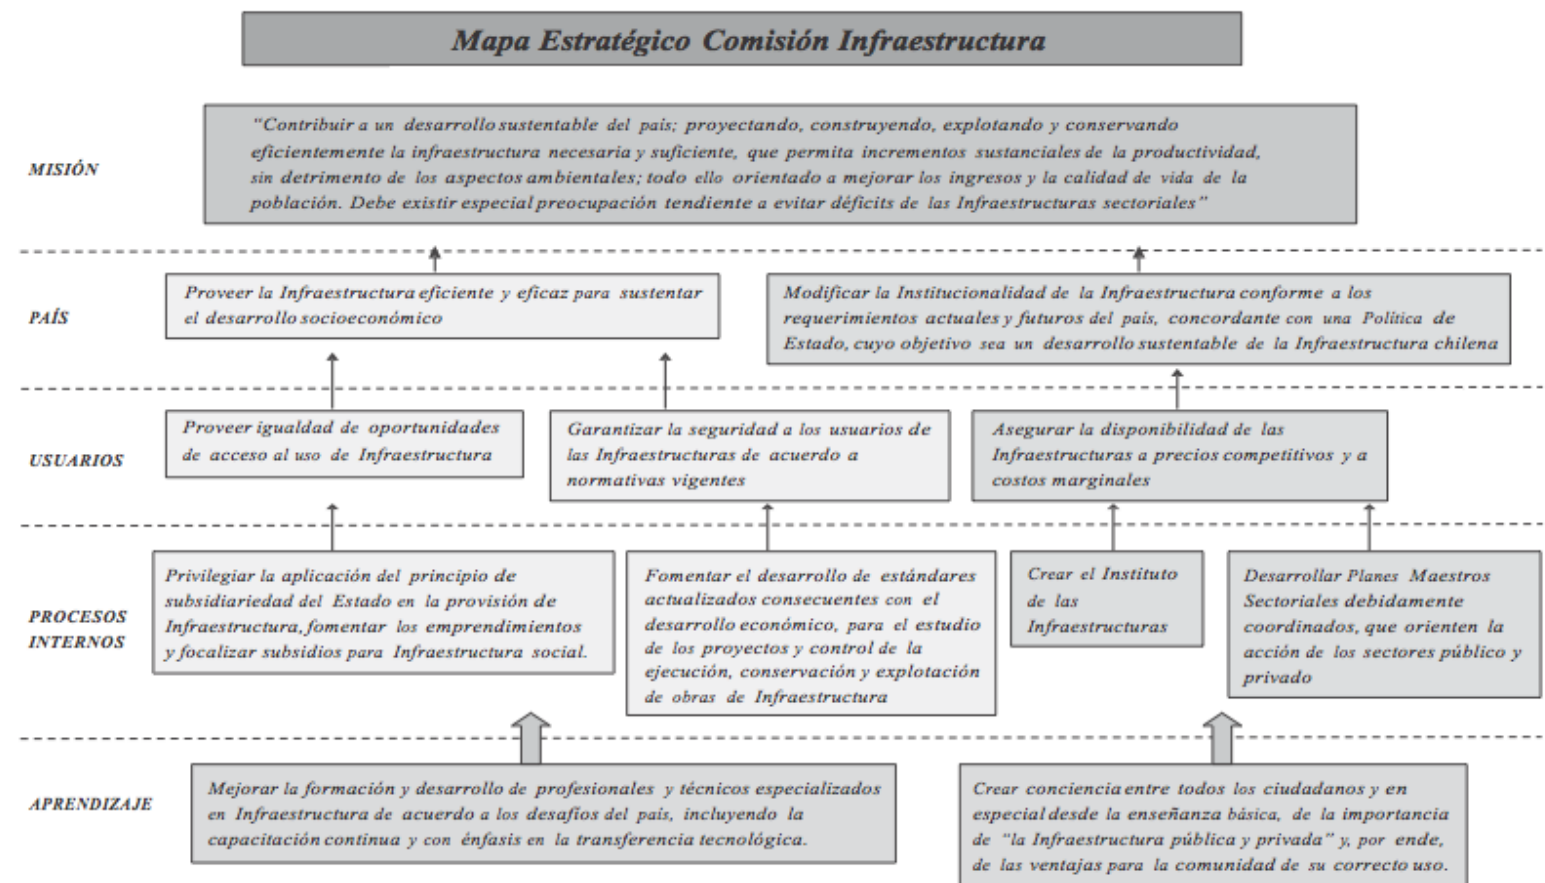 Mapa Estratégico Comisión Infraestructura
MISIÓN
“Contribuir a un desarrollo sustentable del país; proyectando, construyendo, explotando y conservando
eficientemente la infraestructura necesaria y suficiente, que permita incrementos sustanciales de la productividad,
sin detrimento de los aspectos ambientales; todo ello orientado a mejorar los ingresos y la calidad de vida de la
población. Debe existir especial preocupación tendiente a evitar déficits de las Infraestructuras sectoriales”
PAÍS
Proveer la Infraestructura eficiente y eficaz para sustentar
el desarrollo socioeconómico
Modificar la Institucionalidad de la Infraestructura conforme a los
requerimientos actuales y futuros del país, concordante con una Política de
Estado, cuyo objetivo sea un desarrollo sustentable de la Infraestructura chilena
USUARIOS
Proveer igualdad de oportunidades
de acceso al uso de Infraestructura
Garantizar la seguridad a los usuarios de
las Infraestructuras de acuerdo a
normativas vigentes
Asegurar la disponibilidad de las
Infraestructuras a precios competitivos y a
costos marginales
PROCESOS
INTERNOS
Privilegiar la aplicación del principio de
subsidiariedad del Estado en la provisión de
Infraestructura, fomentar los emprendimientos
y focalizar subsidios para Infraestructura social.
Fomentar el desarrollo de estándares
actualizados consecuentes con el
desarrollo económico, para el estudio
de los proyectos y control de la
ejecución, conservación y explotación
de obras de Infraestructura
Crear el Instituto
de las
Infraestructuras
Desarrollar Planes Maestros
Sectoriales debidamente
coordinados, que orienten la
acción de los sectores público y
privado
APRENDIZAJE
Mejorar la formación y desarrollo de profesionales y técnicos especializados
en Infraestructura de acuerdo a los desafíos del país, incluyendo la
capacitación continua y con énfasis en la transferencia tecnológica.
Crear conciencia entre todos los ciudadanos y en
especial desde la enseñanza básica, de la importancia
de “la Infraestructura pública y privada” y, por ende,
de las ventajas para la comunidad de su correcto uso.